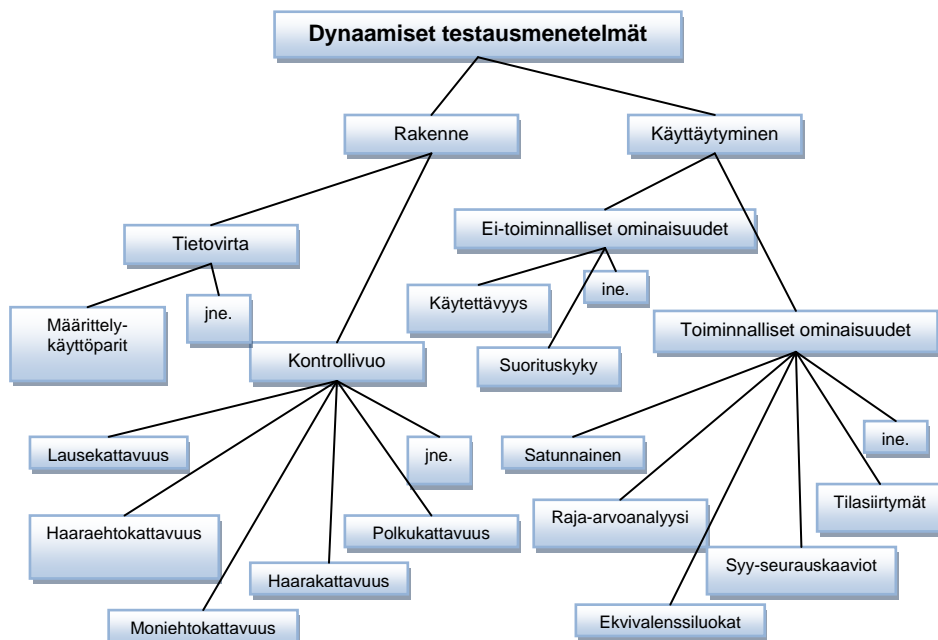 Dynaamiset testausmenetelmät
Rakenne
Käyttäytyminen
Tietovirta
Ei-toiminnalliset ominaisuudet
Määrittely-
käyttöparit
jne.
Käytettävyys
ine.
Kontrollivuo
Suorituskyky
Toiminnalliset ominaisuudet
Lausekattavuus
jne.
Satunnainen
ine.
Haaraehtokattavuus
Polkukattavuus
Raja-arvoanalyysi
Tilasiirtymät
Haarakattavuus
Syy-seurauskaaviot
Moniehtokattavuus
Ekvivalenssiluokat